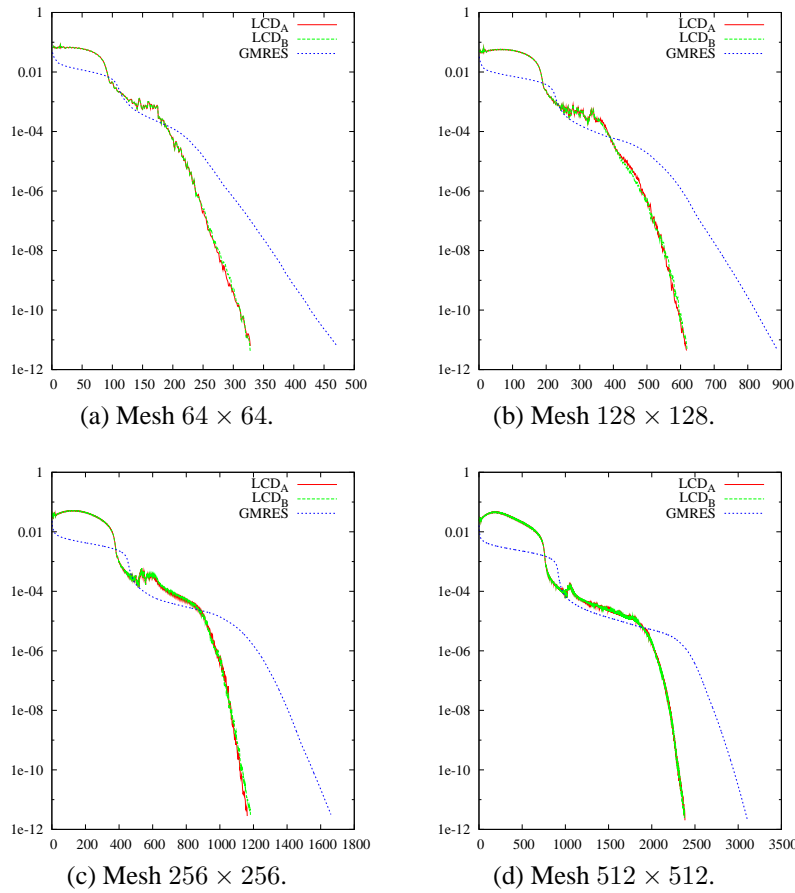 1
0.01
1e-04
1e-06
1e-08
1e-10
1e-12
0 50 100 150 200 250 300 350 400 450 500
LCD_A
LCD_B
GMRES
(a) Mesh 64 × 64.
1
0.01
1e-04
1e-06
1e-08
1e-10
1e-12
0 100 200 300 400 500 600 700 800 900
LCD_A
LCD_B
GMRES
(b) Mesh 128 × 128.
1
0.01
1e-04
1e-06
1e-08
1e-10
1e-12
0 200 400 600 800 1000 1200 1400 1600 1800
LCD_A
LCD_B
GMRES
(c) Mesh 256 × 256.
1
0.01
1e-04
1e-06
1e-08
1e-10
1e-12
0 500 1000 1500 2000 2500 3000 3500
LCD_A
LCD_B
GMRES
(d) Mesh 512 × 512.